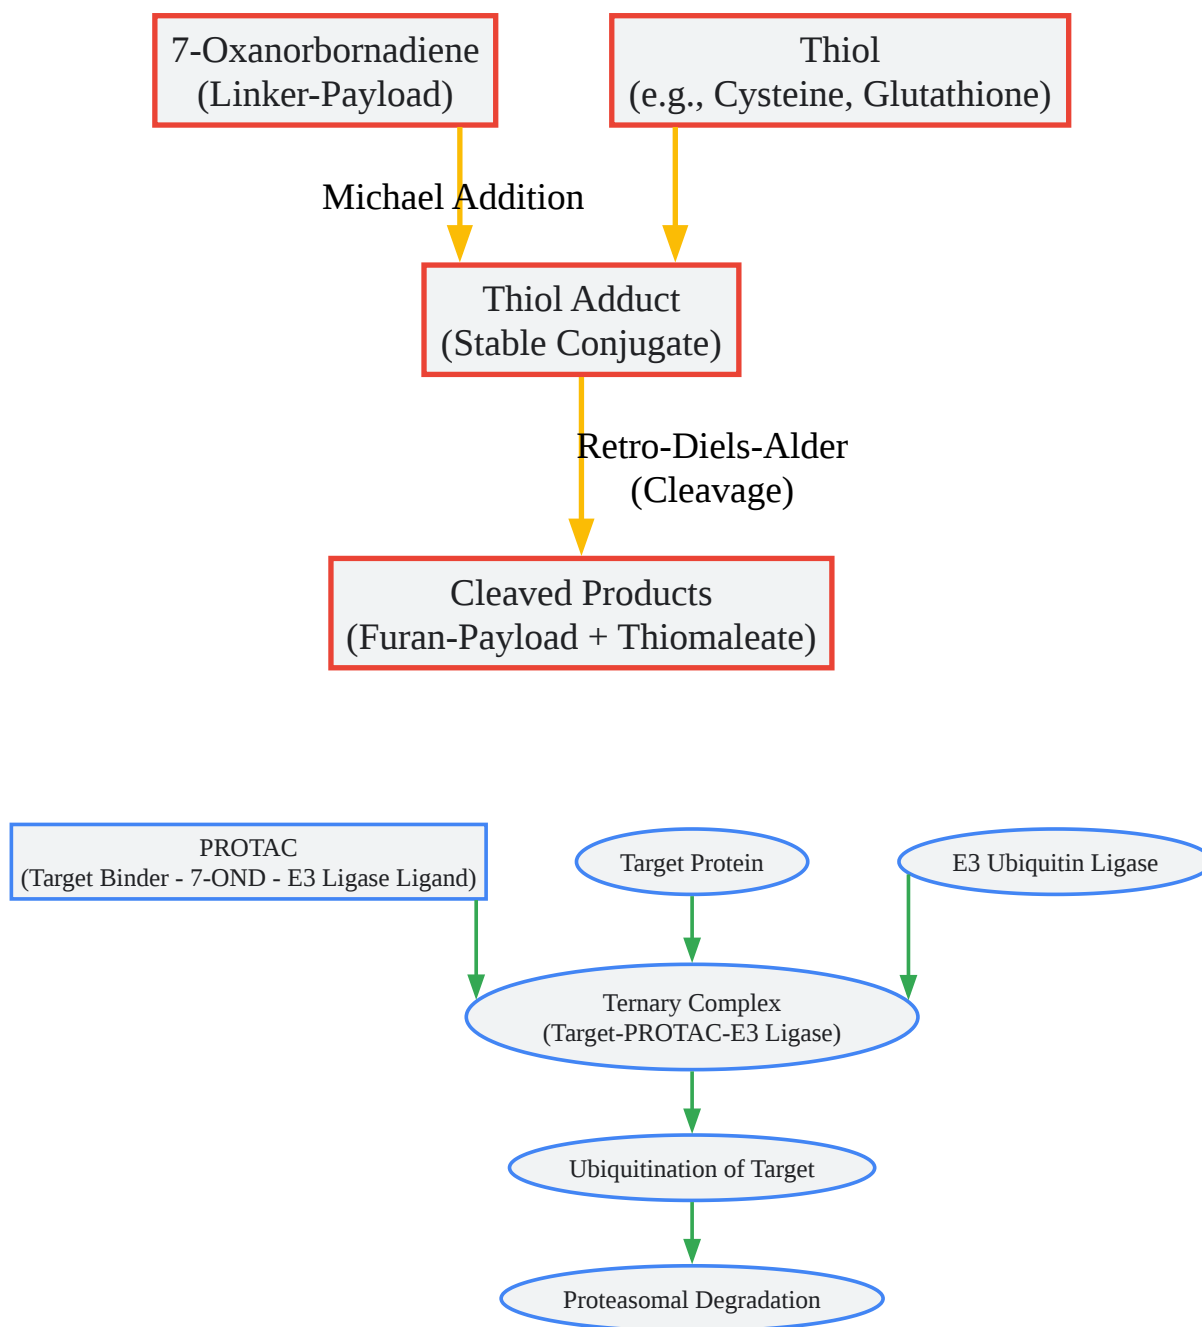 7-Oxanorbornadiene
(Linker-Payload)
Thiol
(e.g., Cysteine, Glutathione)
Michael Addition
Thiol Adduct
(Stable Conjugate)
Retro-Diels-Alder
(Cleavage)
Cleaved Products
(Furan-Payload + Thiomaleate)
PROTAC
(Target Binder - 7-OND - E3 Ligase Ligand)
Target Protein
E3 Ubiquitin Ligase
Ternary Complex
(Target-PROTAC-E3 Ligase)
Ubiquitination of Target
Proteasomal Degradation